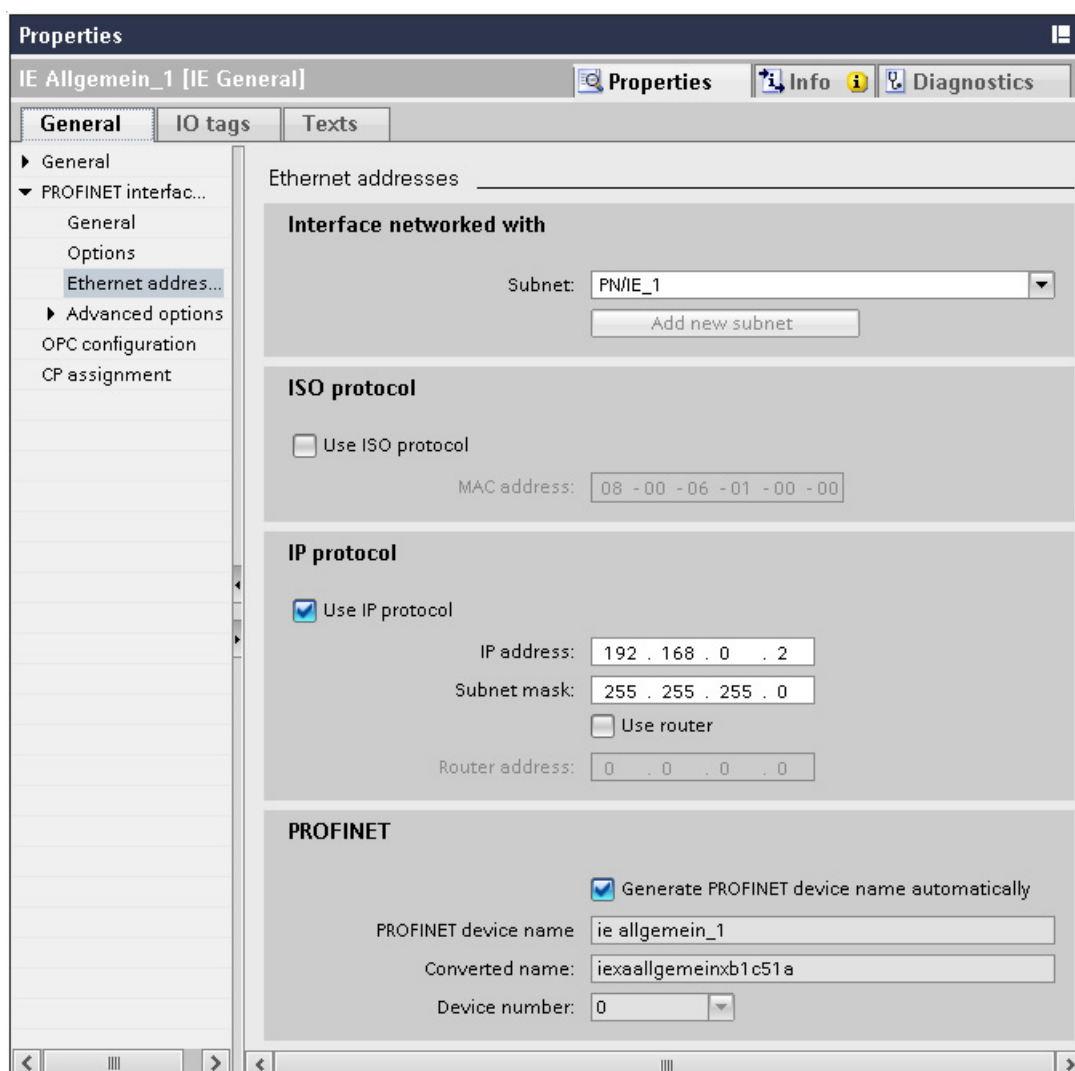 Properties
IE Allgemein_1 [IE General]
Properties
Info
Diagnostics
General
IO tags
Texts
General
PROFINET interfac...
General
Options
Ethernet addres...
Advanced options
OPC configuration
CP assignment
Ethernet addresses
Interface networked with
Subnet: PN/IE_1
Add new subnet
ISO protocol
Use ISO protocol
MAC address: 08 - 00 - 06 - 01 - 00 - 00
IP protocol
Use IP protocol
IP address: 192 . 168 . 0 . 2
Subnet mask: 255 . 255 . 255 . 0
Use router
Router address: 0 . 0 . 0 . 0
PROFINET
Generate PROFINET device name automatically
PROFINET device name ie allgemein_1
Converted name: iexaallgemeinxb1c51a
Device number: 0